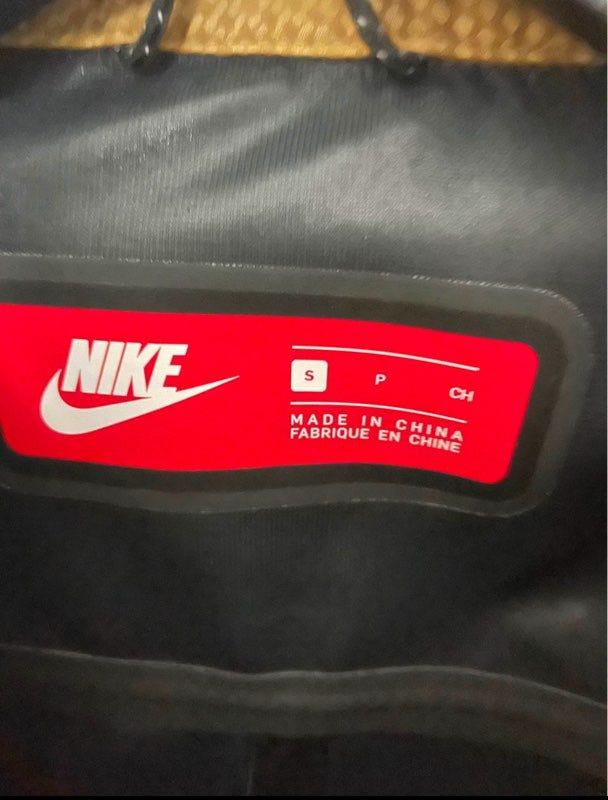 NIKE
S P CH
MADE IN CHINA
FABRIQUE EN CHINE